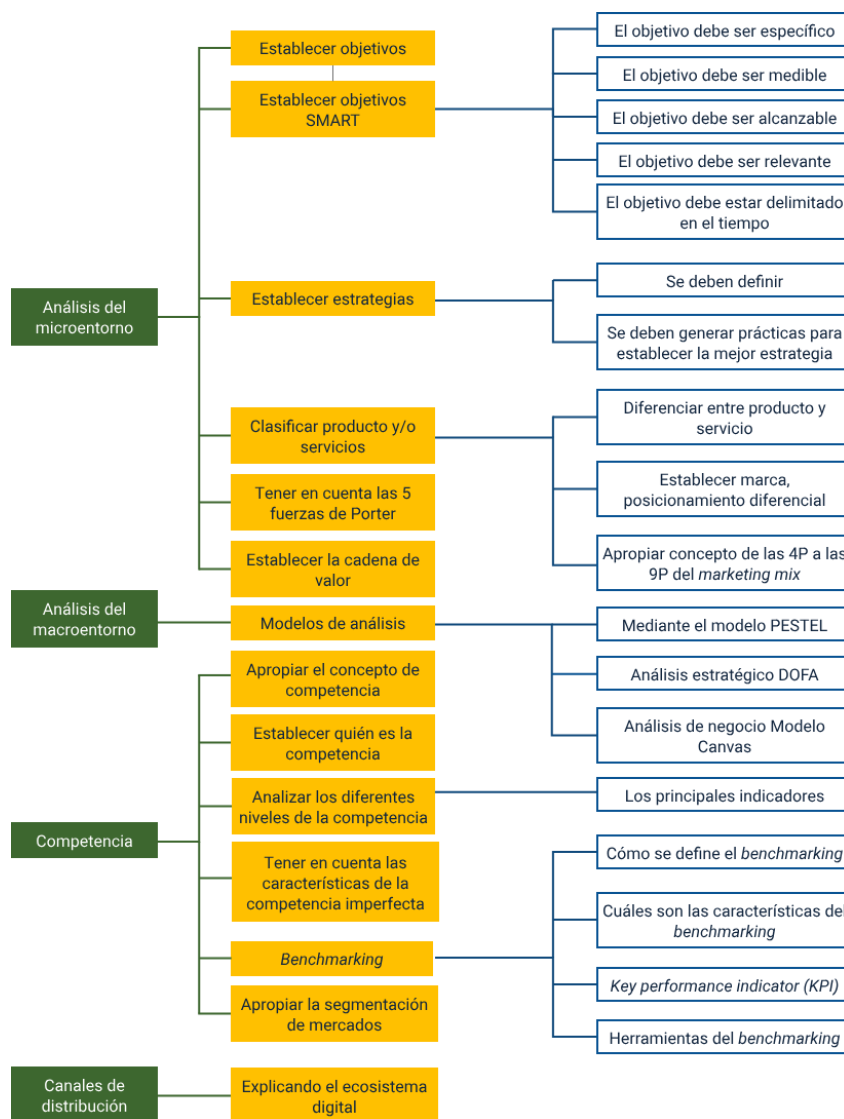 Análisis del
microentorno
Establecer objetivos
Establecer objetivos
SMART
El objetivo debe ser específico
El objetivo debe ser medible
El objetivo debe ser alcanzable
El objetivo debe ser relevante
El objetivo debe estar delimitado
en el tiempo
Establecer estrategias
Se deben definir
Se deben generar prácticas para
establecer la mejor estrategia
Clasificar producto y/o
servicios
Diferenciar entre producto y
servicio
Establecer marca,
posicionamiento diferencial
Apropiar concepto de las 4P a las
9P del marketing mix
Tener en cuenta las 5
fuerzas de Porter
Establecer la cadena de
valor
Análisis del
macroentorno
Modelos de análisis
Mediante el modelo PESTEL
Análisis estratégico DOFA
Análisis de negocio Modelo
Canvas
Competencia
Apropiar el concepto de
competencia
Establecer quién es la
competencia
Analizar los diferentes
niveles de la competencia
Los principales indicadores
Tener en cuenta las
características de la
competencia imperfecta
Benchmarking
Cómo se define el benchmarking
Cuáles son las características del
benchmarking
Key performance indicator (KPI)
Herramientas del benchmarking
Apropiar la segmentación
de mercados
Canales de
distribución
Explicando el ecosistema
digital